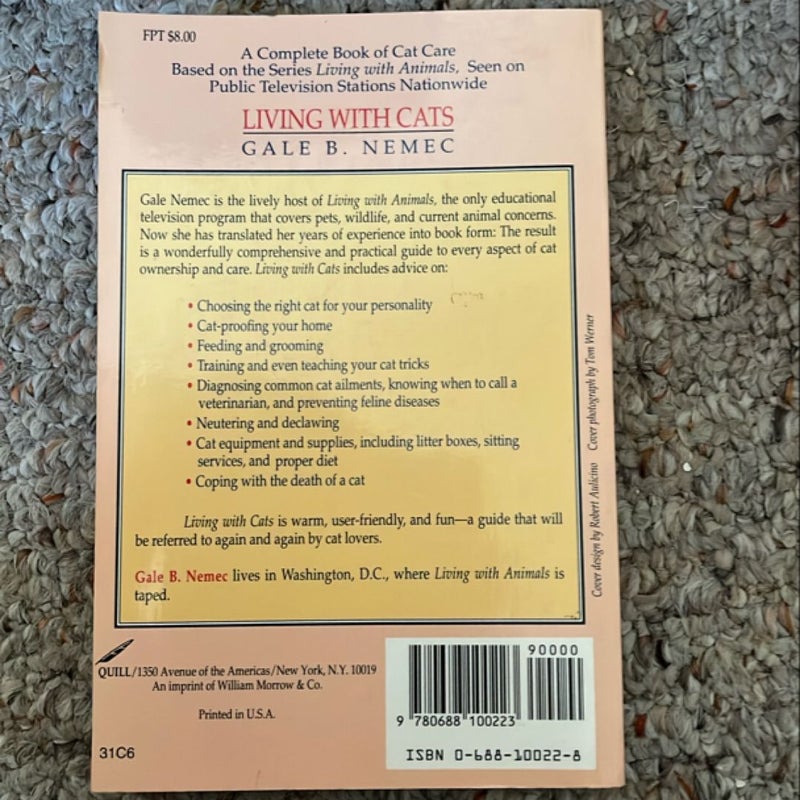 FPT $8.00
A Complete Book of Cat Care
Based on the Series Living with Animals, Seen on
Public Television Stations Nationwide
LIVING WITH CATS
GALE B. NEMEC
Gale Nemec is the lively host of Living with Animals, the only educational
television program that covers pets, wildlife, and current animal concerns.
Now she has translated her years of experience into book form: The result
is a wonderfully comprehensive and practical guide to every aspect of cat
ownership and care. Living with Cats includes advice on:
• Choosing the right cat for your personality
• Cat-proofing your home
• Feeding and grooming
• Training and even teaching your cat tricks
• Diagnosing common cat ailments, knowing when to call a
veterinarian, and preventing feline diseases
• Neutering and declawing
• Cat equipment and supplies, including litter boxes, sitting
services, and proper diet
• Coping with the death of a cat
Living with Cats is warm, user-friendly, and fun—a guide that will
be referred to again and again by cat lovers.
Gale B. Nemec lives in Washington, D.C., where Living with Animals is
taped.
Cover design by Robert Aulicino Cover photograph by Tom Werner
QUILL/1350 Avenue of the Americas/New York, N.Y. 10019
An imprint of William Morrow & Co.
Printed in U.S.A.
31C6
90000
9 780688 100223
ISBN 0-688-10022-8